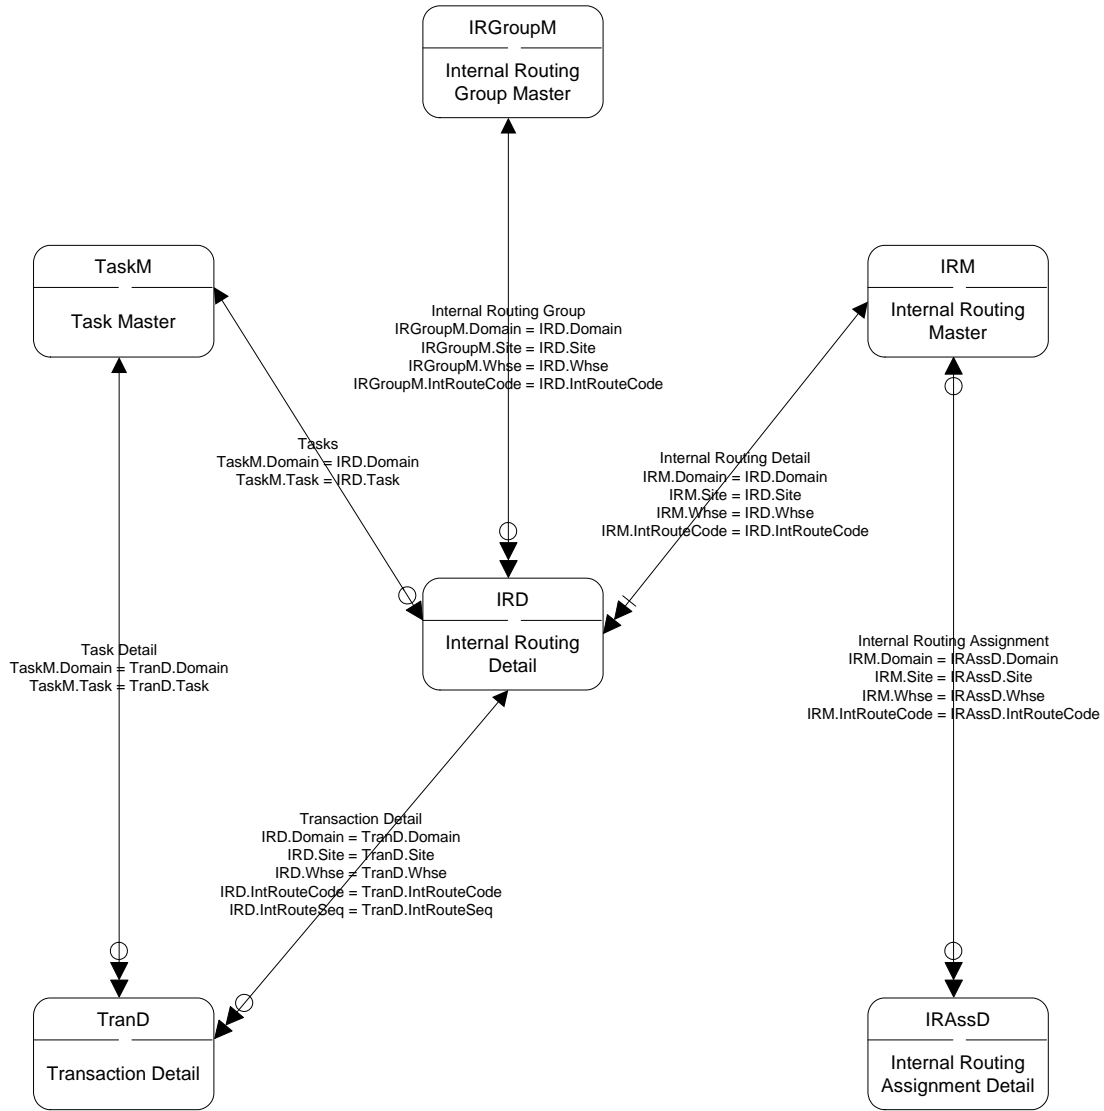 IRGroupM
Internal Routing
Group Master
TaskM
Task Master
IRM
Internal Routing
Master
Internal Routing Group
IRGroupM.Domain = IRD.Domain
IRGroupM.Site = IRD.Site
IRGroupM.Whse = IRD.Whse
IRGroupM.IntRouteCode = IRD.IntRouteCode
Tasks
TaskM.Domain = IRD.Domain
TaskM.Task = IRD.Task
Internal Routing Detail
IRM.Domain = IRD.Domain
IRM.Site = IRD.Site
IRM.Whse = IRD.Whse
IRM.IntRouteCode = IRD.IntRouteCode
IRD
Internal Routing
Detail
Task Detail
TaskM.Domain = TranD.Domain
TaskM.Task = TranD.Task
Internal Routing Assignment
IRM.Domain = IRAssD.Domain
IRM.Site = IRAssD.Site
IRM.Whse = IRAssD.Whse
IRM.IntRouteCode = IRAssD.IntRouteCode
Transaction Detail
IRD.Domain = TranD.Domain
IRD.Site = TranD.Site
IRD.Whse = TranD.Whse
IRD.IntRouteCode = TranD.IntRouteCode
IRD.IntRouteSeq = TranD.IntRouteSeq
TranD
Transaction Detail
IRAssD
Internal Routing
Assignment Detail